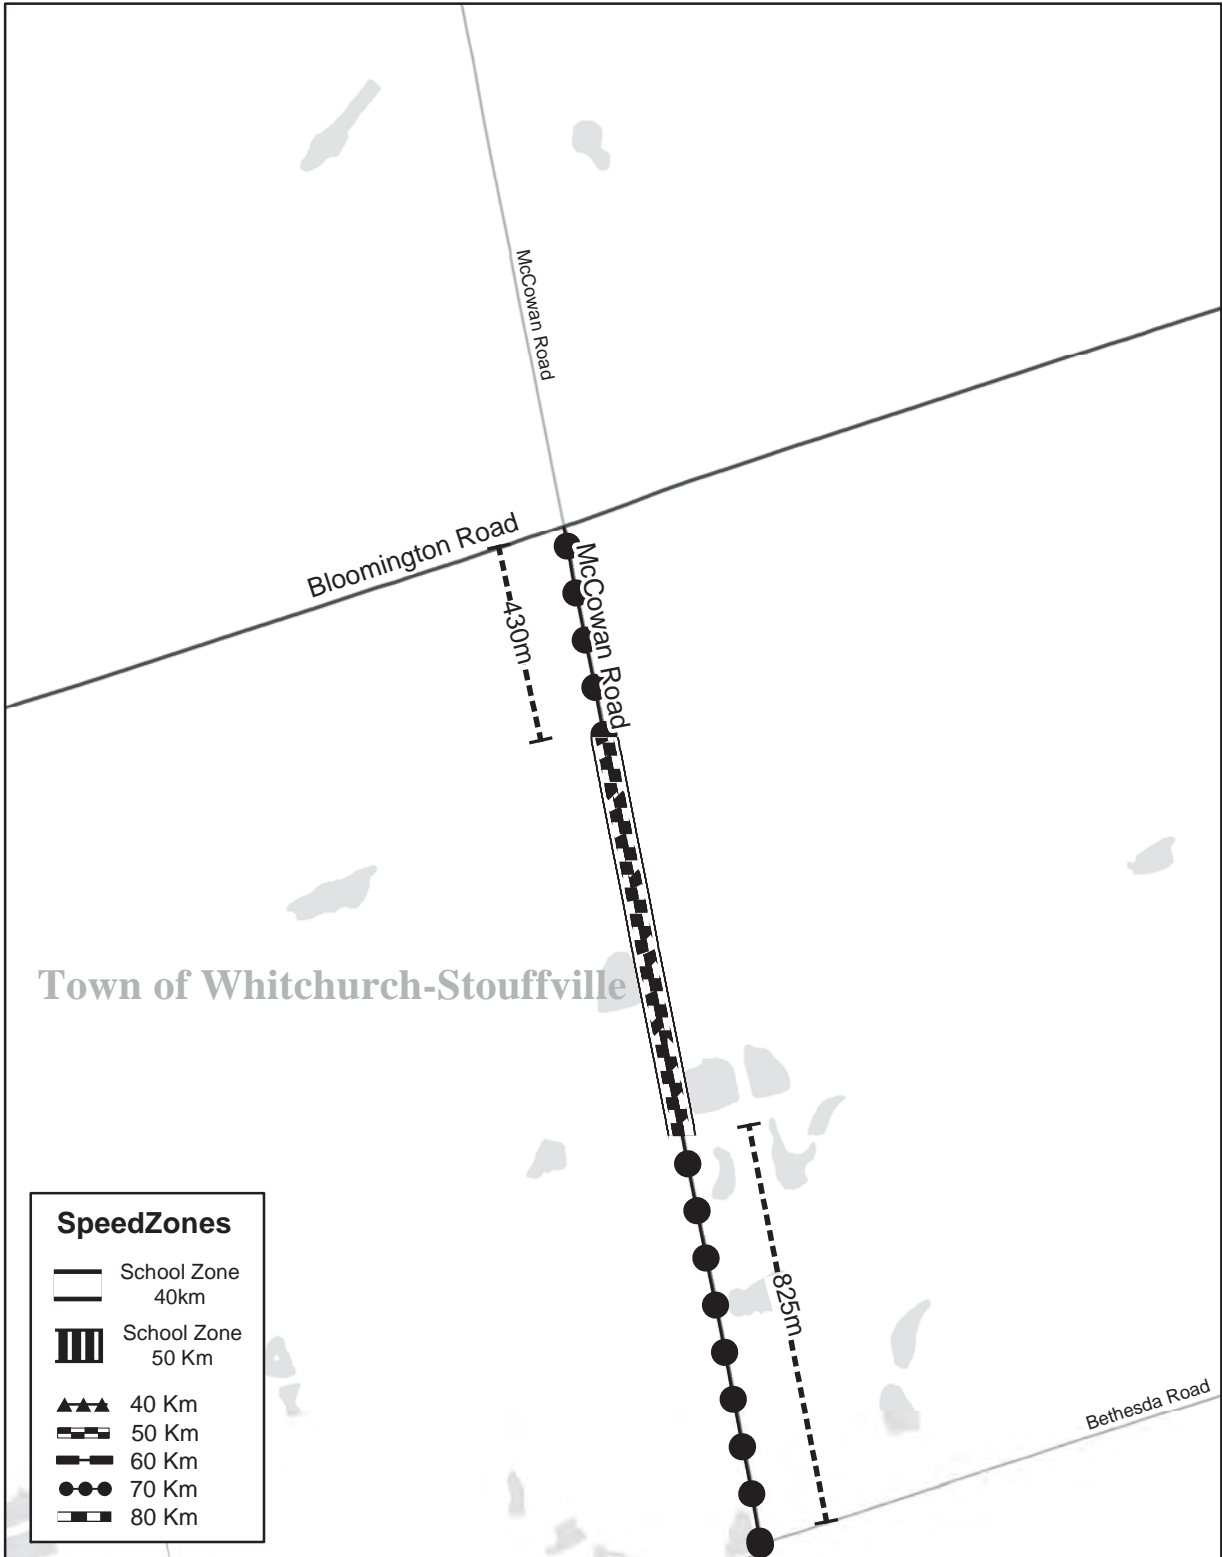 McCowan Road
Bloomington Road
McCowan Road
430m
Town of Whitchurch-Stouffville
825m
Bethesda Road
SpeedZones
School Zone
40km
School Zone
50 Km
40 Km
50 Km
60 Km
70 Km
80 Km